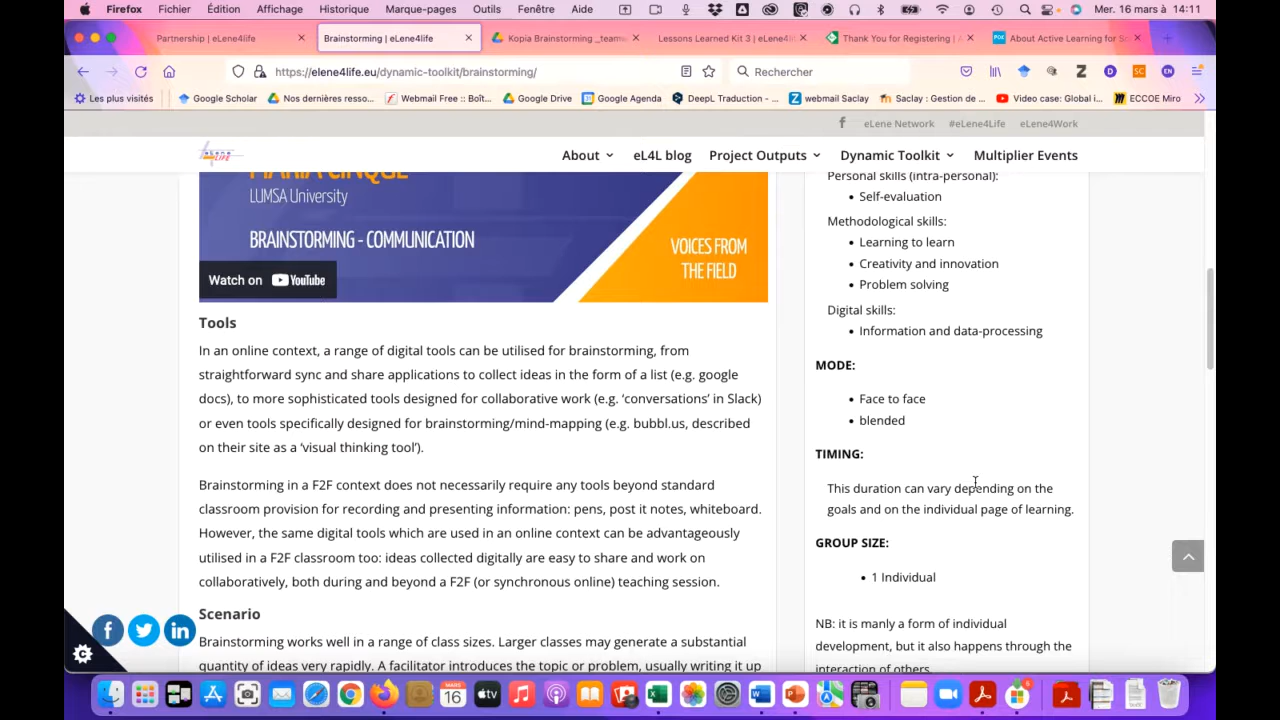 Firefox Fichier Édition Affichage Historique Marque-pages Outils Fenêtre Aide Mer. 16 mars à 14:11
Partnership | eLene4life
Brainstorming | eLene4life
Kopia Brainstorming _teamw
Lessons Learned Kit 3 | eLene4li
Thank You for Registering | A
About Active Learning for S
https://elene4life.eu/dynamic-toolkit/brainstorming/
Rechercher
Les plus visités Google Scholar Nos dernières resso... Webmail Free :: Boît... Google Drive Google Agenda DeepL Traduction – ... webmail Saclay Saclay : Gestion de ... Video case: Global i... ECCOE Miro
eLene Network #eLene4Life eLene4Work
eLene
LIFE
About eL4L blog Project Outputs Dynamic Toolkit Multiplier Events
MARIA CINQUE
LUMSA University
BRAINSTORMING - COMMUNICATION
VOICES FROM
THE FIELD
Watch on YouTube
Tools
In an online context, a range of digital tools can be utilised for brainstorming, from
straightforward sync and share applications to collect ideas in the form of a list (e.g. google
docs), to more sophisticated tools designed for collaborative work (e.g. ‘conversations’ in Slack)
or even tools specifically designed for brainstorming/mind-mapping (e.g. bubbl.us, described
on their site as a ‘visual thinking tool’).
Brainstorming in a F2F context does not necessarily require any tools beyond standard
classroom provision for recording and presenting information: pens, post it notes, whiteboard.
However, the same digital tools which are used in an online context can be advantageously
utilised in a F2F classroom too: ideas collected digitally are easy to share and work on
collaboratively, both during and beyond a F2F (or synchronous online) teaching session.
Scenario
Brainstorming works well in a range of class sizes. Larger classes may generate a substantial
quantity of ideas very rapidly. A facilitator introduces the topic or problem, usually writing it up
Personal skills (intra-personal):
• Self-evaluation
Methodological skills:
• Learning to learn
• Creativity and innovation
• Problem solving
Digital skills:
• Information and data-processing
MODE:
• Face to face
• blended
TIMING:
This duration can vary depending on the
goals and on the individual page of learning.
GROUP SIZE:
• 1 Individual
NB: it is manly a form of individual
development, but it also happens through the
interaction of others.
MARS
16